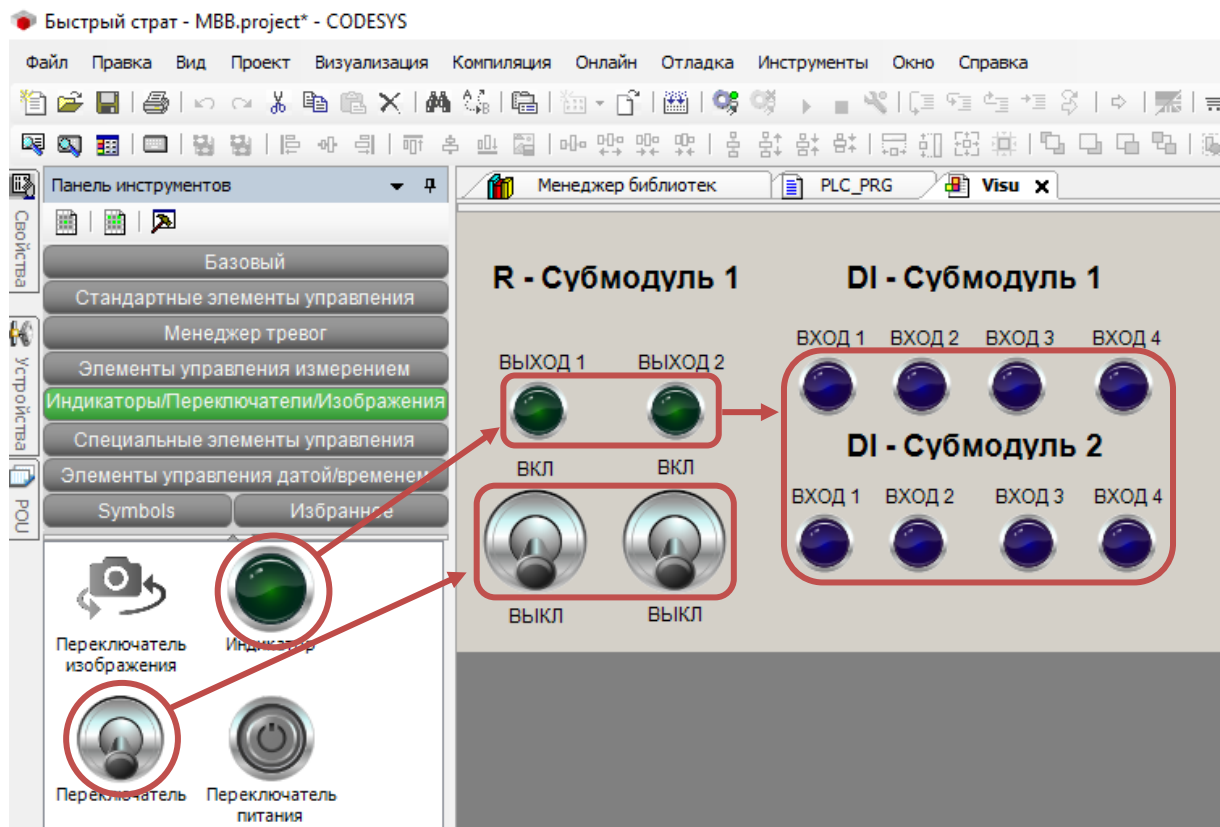 Быстрый страт - MBB.project* - CODESYS
Файл Правка Вид Проект Визуализация Компиляция Онлайн Отладка Инструменты Окно Справка
Панель инструментов
Менеджер библиотек PLC_PRG Visu
Свойства
Устройства
POU
Базовый
Стандартные элементы управления
Менеджер тревог
Элементы управления измерением
Индикаторы/Переключатели/Изображения
Специальные элементы управления
Элементы управления датой/временем
Symbols Избранное
Переключатель изображения
Индикатор
Переключатель
Переключатель питания
R - Субмодуль 1
ВЫХОД 1 ВЫХОД 2
ВКЛ ВКЛ
ВЫКЛ ВЫКЛ
DI - Субмодуль 1
ВХОД 1 ВХОД 2 ВХОД 3 ВХОД 4
DI - Субмодуль 2
ВХОД 1 ВХОД 2 ВХОД 3 ВХОД 4